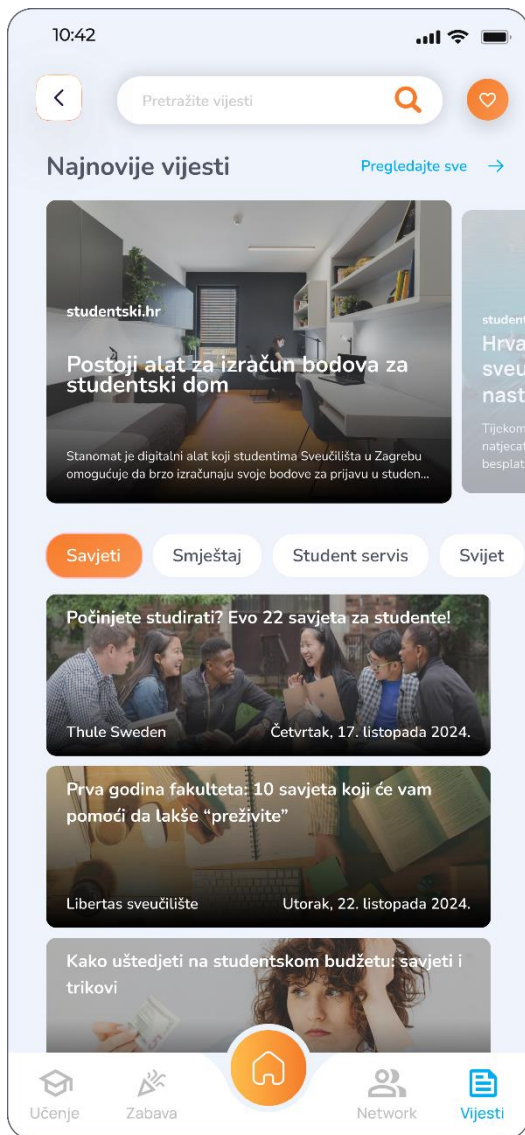 10:42
Pretražite vijesti
Najnovije vijesti
Pregledajte sve
studentski.hr
Postoji alat za izračun bodova za
studentski dom
Stanomat je digitalni alat koji studentima Sveučilišta u Zagrebu
omogućuje da brzo izračunaju svoje bodove za prijavu u studen...
student
Hrva
sveu
nast
Tijekom
natjecat
besplat
Savjeti
Smještaj
Student servis
Svijet
Počinjete studirati? Evo 22 savjeta za studente!
Thule Sweden
Četvrtak, 17. listopada 2024.
Prva godina fakulteta: 10 savjeta koji će vam
pomoći da lakše “preživite”
Libertas sveučilište
Utorak, 22. listopada 2024.
Kako uštedjeti na studentskom budžetu: savjeti i
trikovi
Učenje
Zabava
Network
Vijesti